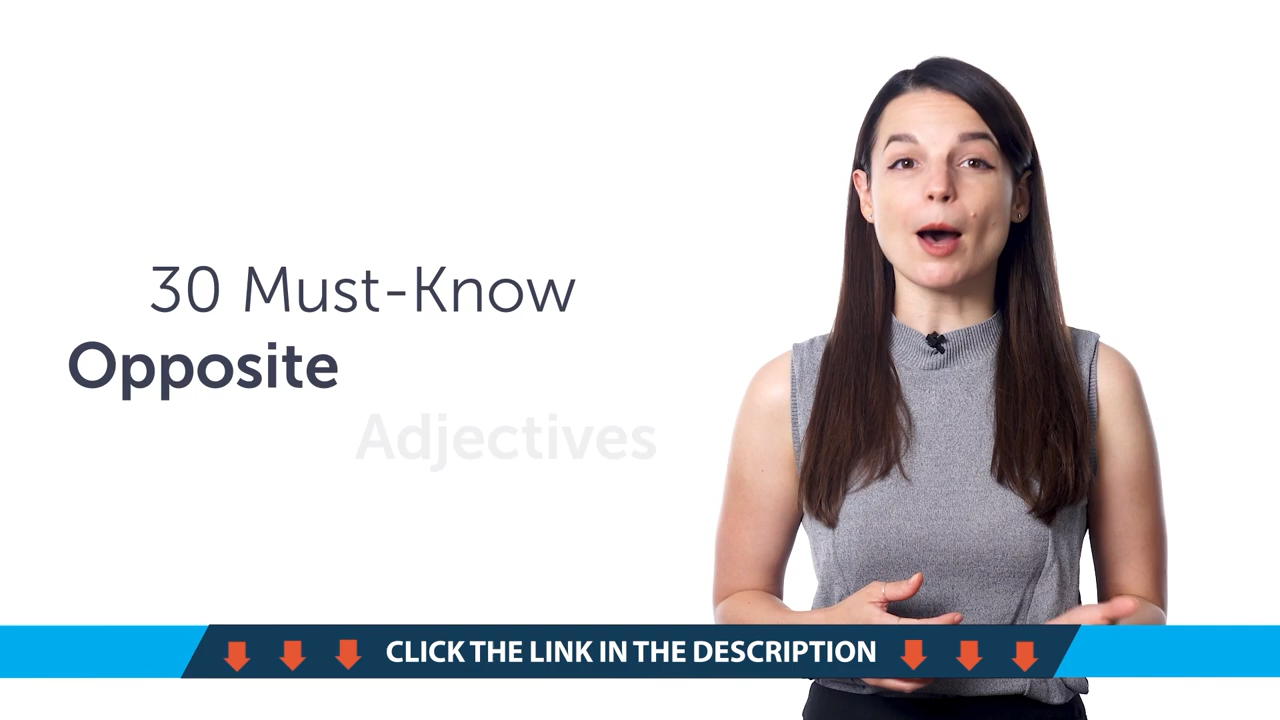 30 Must-Know
Opposite
Adjectives
CLICK THE LINK IN THE DESCRIPTION